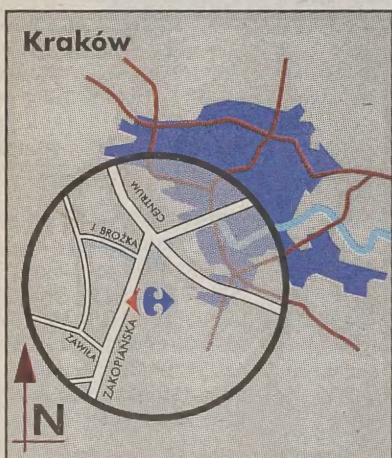 Kraków
CENTRUM
J. BROŻKA
ZAWIŁA
ZAKOPIAŃSKA
N